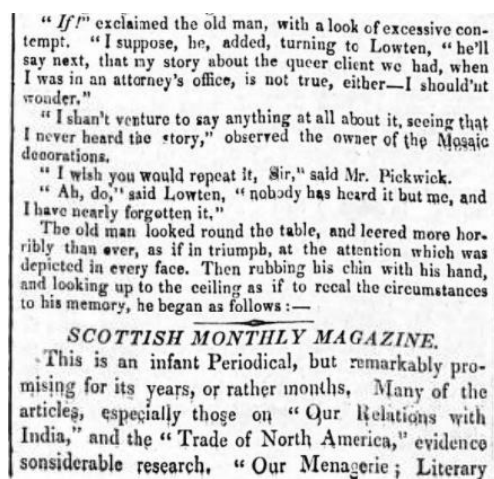 " If!" exclaimed the old man, with a look of excessive con-
tempt. "I suppose, he, added, turning to Lowten, "he'll
say next, that my story about the queer client we had, when
I was in an attorney's office, is not true, either—I should'nt
wonder."
" I shan't venture to say anything at all about it, seeing that
I never heard the story," observed the owner of the Mosaic
decorations.
" I wish you would repeat it, Sir," said Mr. Pickwick.
" Ah, do," said Lowten, "nobody has heard it but me, and
I have nearly forgotten it,"
The old man looked round the table, and leered more hor-
ribly than ever, as if in triumph, at the attention which was
depicted in every face. Then rubbing his chin with his hand,
and looking up to the ceiling as if to recal the circumstances
to his memory, he began as follows :—
SCOTTISH MONTHLY MAGAZINE.
This is an infant Periodical, but remarkably pro-
mising for its years, or rather months. Many of the
articles, especially those on " Our Relations with
India," and the " Trade of North America," evidence
sonsiderable research. "Our Menagerie ; Literary